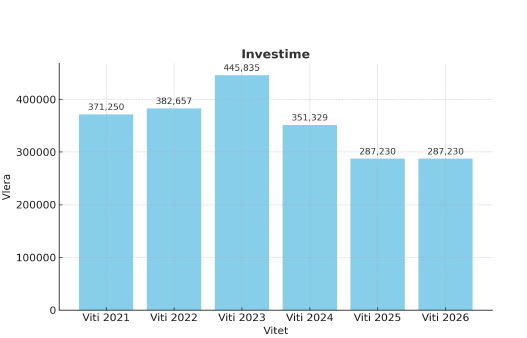 Investime
445,835
371,250
382,657
351,329
287,230
287,230
400000
300000
200000
100000
0
Vlera
Viti 2021 Viti 2022 Viti 2023 Viti 2024 Viti 2025 Viti 2026
Vitet